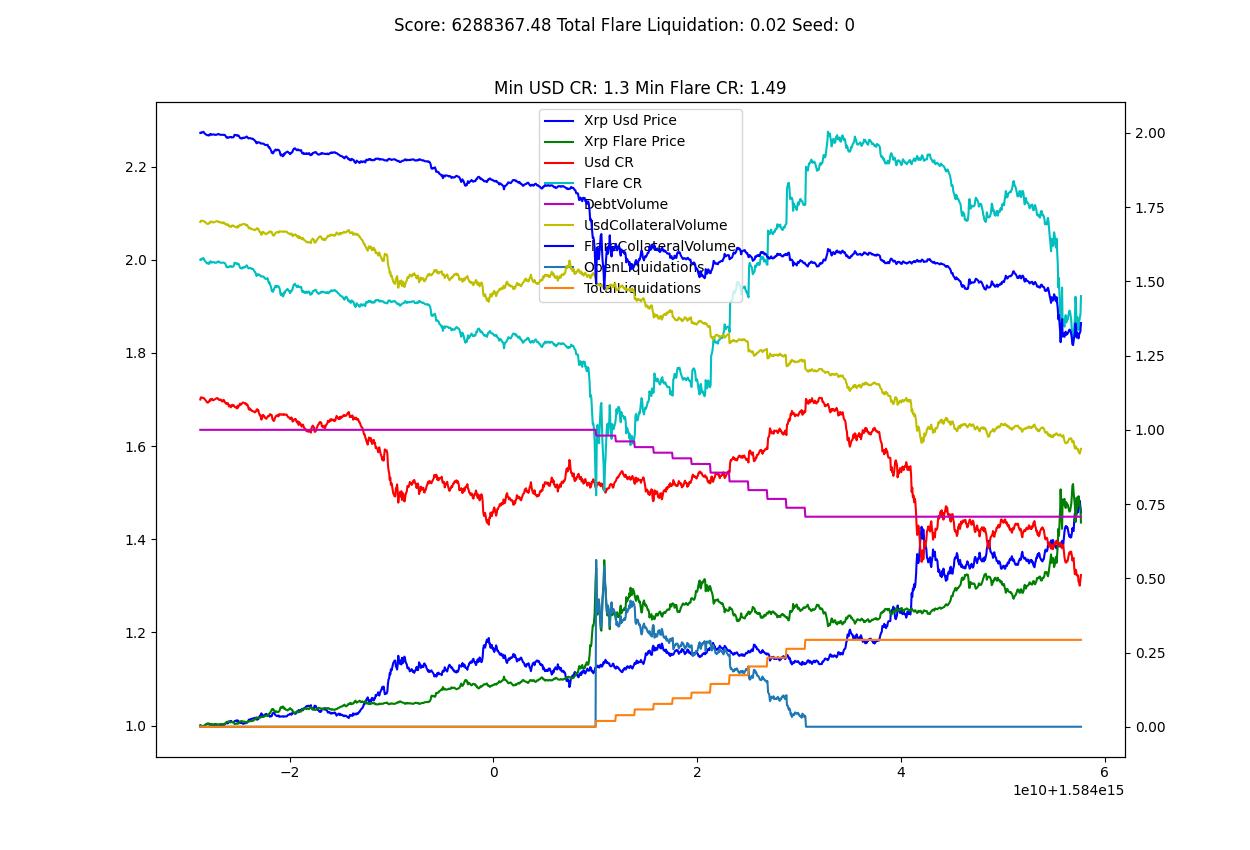 Score: 6288367.48 Total Flare Liquidation: 0.02 Seed: 0
Min USD CR: 1.3 Min Flare CR: 1.49
Xrp Usd Price
Xrp Flare Price
Usd CR
Flare CR
DebtVolume
UsdCollateralVolume
FlareCollateralVolume
OpenLiquidations
TotalLiquidations
2.2
2.0
1.8
1.6
1.4
1.2
1.0
2.00
1.75
1.50
1.25
1.00
0.75
0.50
0.25
0.00
−2
0
2
4
6
1e10+1.584e15